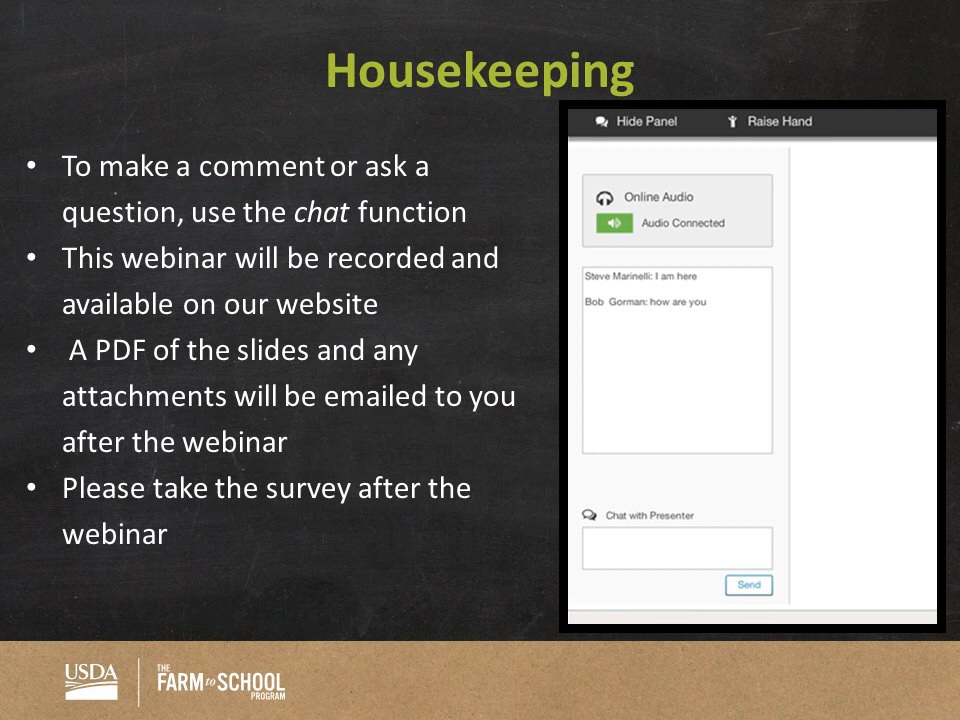 Housekeeping
• To make a comment or ask a
question, use the chat function
• This webinar will be recorded and
available on our website
• A PDF of the slides and any
attachments will be emailed to you
after the webinar
• Please take the survey after the
webinar
Hide Panel Raise Hand
Online Audio
Audio Connected
Steve Marinelli: I am here
Bob Gorman: how are you
Chat with Presenter
Send
USDA
THE
FARM to SCHOOL
PROGRAM